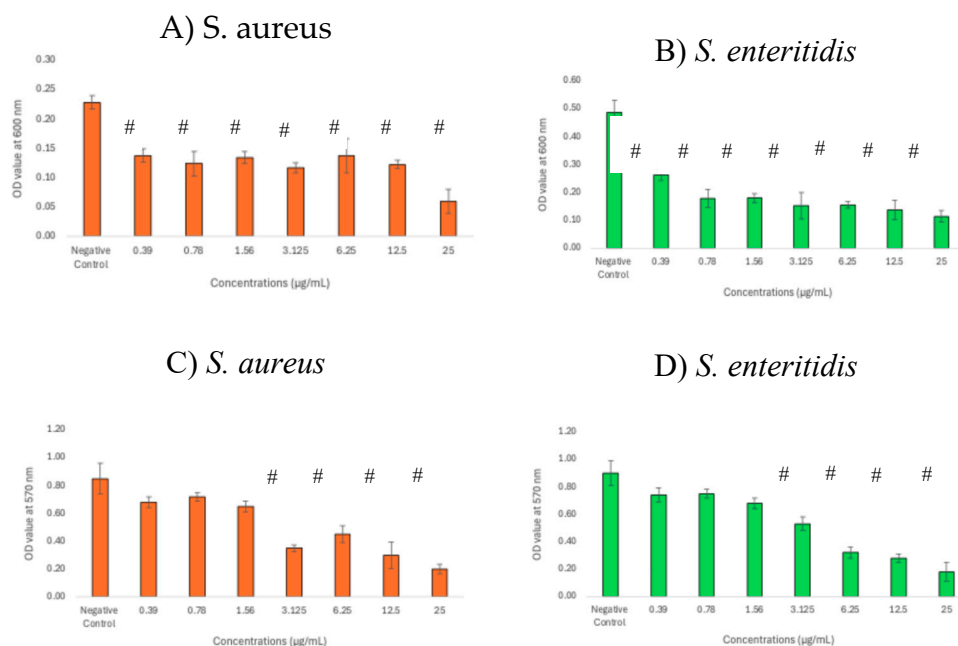 A) S. aureus
0.30
0.25
0.20
0.15
0.10
0.05
0.00
OD value at 600 nm
# # # # # # #
Negative Control 0.39 0.78 1.56 3.125 6.25 12.5 25
Concentrations (µg/mL)
B) S. enteritidis
0.60
0.50
0.40
0.30
0.20
0.10
0.00
OD value at 600 nm
# # # # # # #
Negative Control 0.39 0.78 1.56 3.125 6.25 12.5 25
Concentrations (µg/mL)
C) S. aureus
1.20
1.00
0.80
0.60
0.40
0.20
0.00
OD value at 570 nm
# # # #
Negative Control 0.39 0.78 1.56 3.125 6.25 12.5 25
Concentrations (µg/mL)
D) S. enteritidis
1.20
1.00
0.80
0.60
0.40
0.20
0.00
OD value at 570 nm
# # # #
Negative Control 0.39 0.78 1.56 3.125 6.25 12.5 25
Concentrations (µg/mL)